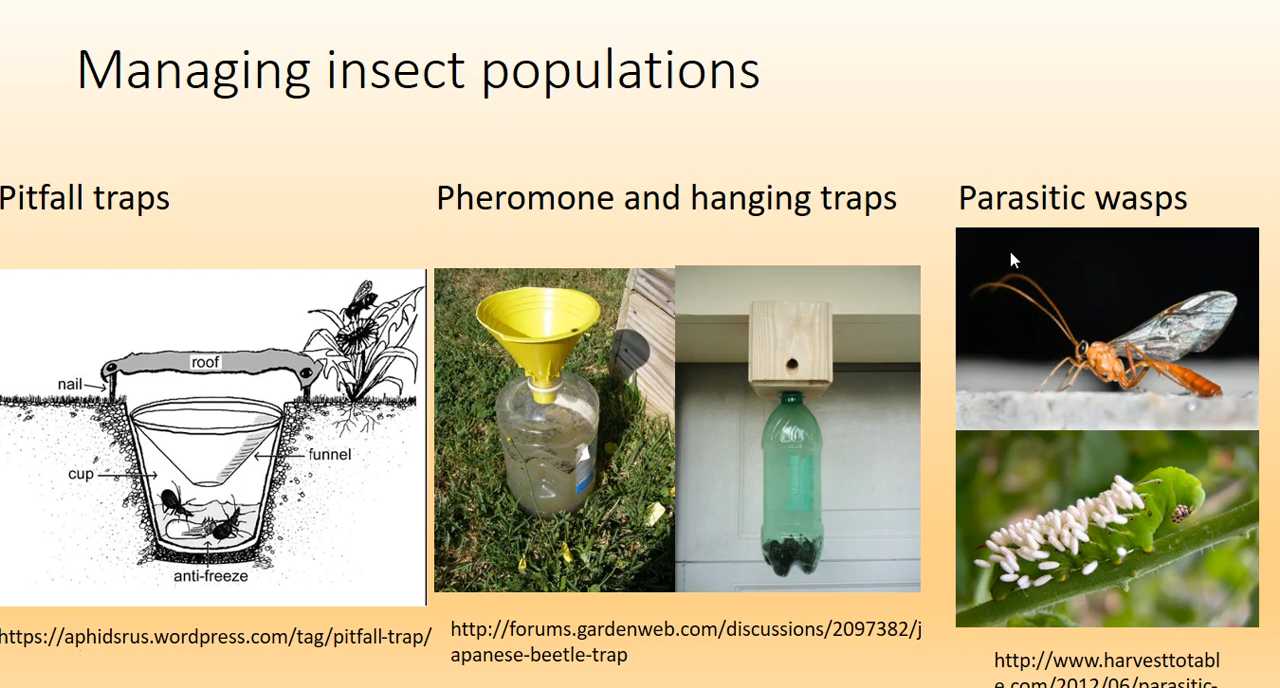 Managing insect populations
Pitfall traps
Pheromone and hanging traps
Parasitic wasps
roof
nail
funnel
cup
anti-freeze
https://aphidsrus.wordpress.com/tag/pitfall-trap/
http://forums.gardenweb.com/discussions/2097382/j
apanese-beetle-trap
http://www.harvesttotabl
e.com/2012/06/parasitic-